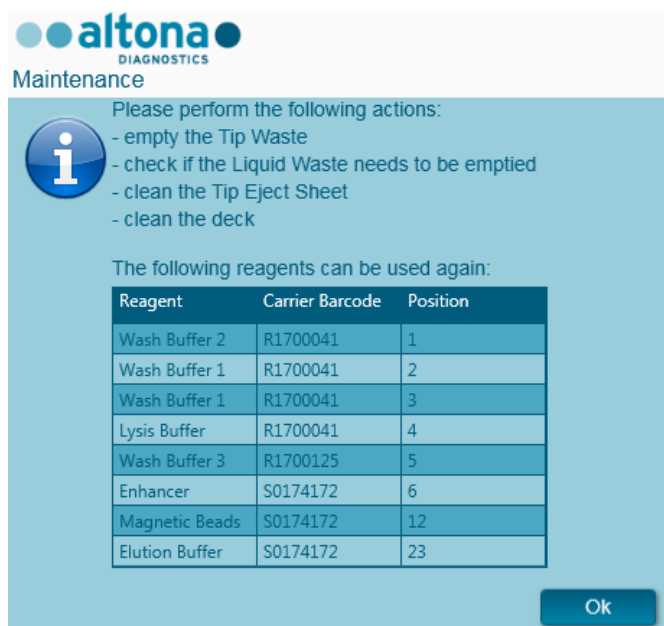 altona
DIAGNOSTICS
Maintenance
Please perform the following actions:
- empty the Tip Waste
- check if the Liquid Waste needs to be emptied
- clean the Tip Eject Sheet
- clean the deck
The following reagents can be used again:
Reagent Carrier Barcode Position
Wash Buffer 2 R1700041 1
Wash Buffer 1 R1700041 2
Wash Buffer 1 R1700041 3
Lysis Buffer R1700041 4
Wash Buffer 3 R1700125 5
Enhancer S0174172 6
Magnetic Beads S0174172 12
Elution Buffer S0174172 23
Ok